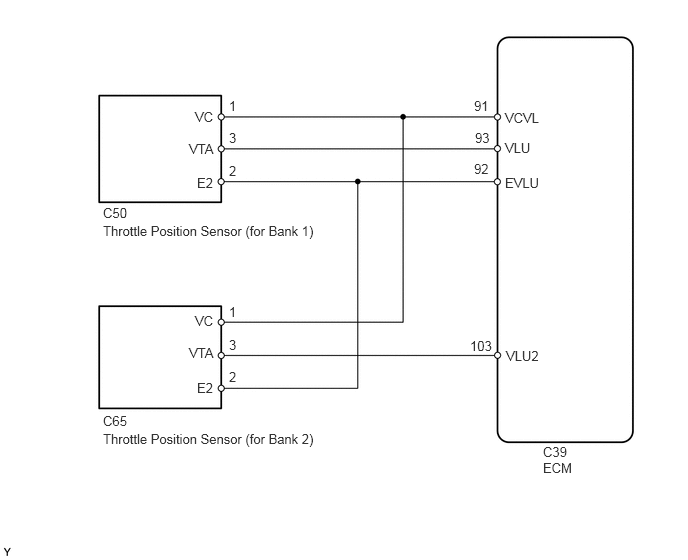 1
91
VC
VCVL
3
93
VTA
VLU
2
92
E2
EVLU
C50
Throttle Position Sensor (for Bank 1)
1
VC
3
103
VTA
VLU2
2
E2
C65
Throttle Position Sensor (for Bank 2)
C39
ECM
Y